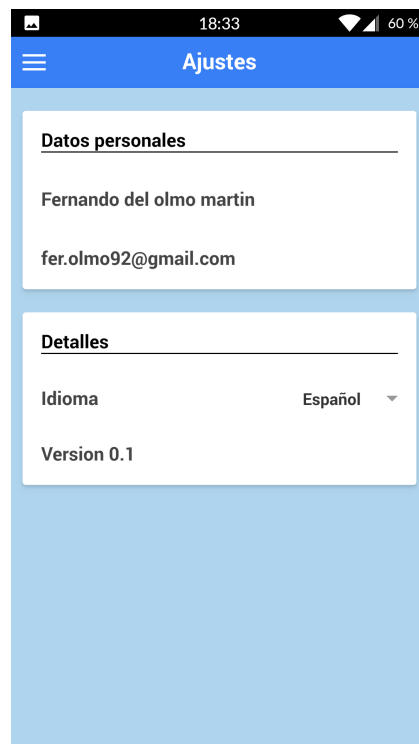 18:33
60 %
Ajustes
Datos personales
Fernando del olmo martin
fer.olmo92@gmail.com
Detalles
Idioma
Español
Version 0.1